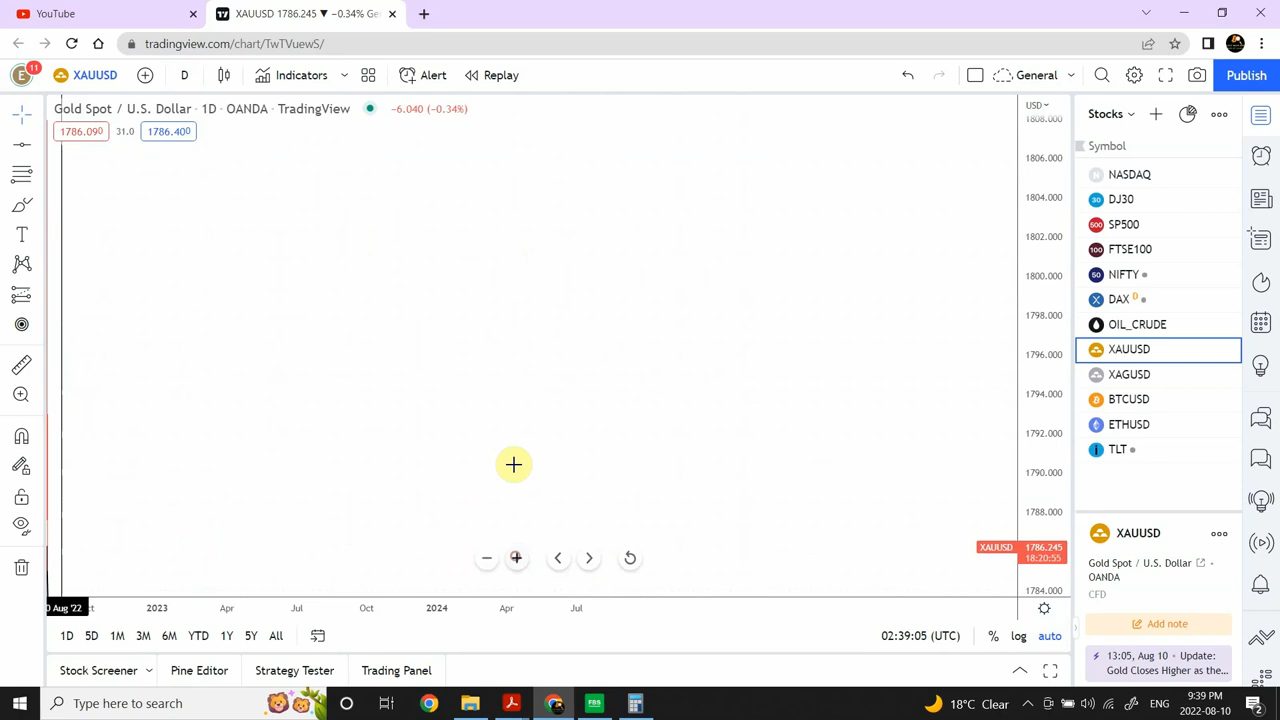 YouTube
XAUUSD 1786.245 ▼ −0.34% Ge
tradingview.com/chart/TwTVuewS/
E 11 XAUUSD D Indicators Alert Replay General Publish
Gold Spot / U.S. Dollar · 1D · OANDA · TradingView −6.040 (−0.34%)
1786.090 31.0 1786.400
USD
1808.000
1806.000
1804.000
1802.000
1800.000
1798.000
1796.000
1794.000
1792.000
1790.000
1788.000
XAUUSD 1786.245
18:20:55
1784.000
Stocks
Symbol
NASDAQ
30 DJ30
500 SP500
100 FTSE100
50 NIFTY
DAX D
OIL_CRUDE
XAUUSD
XAGUSD
BTCUSD
ETHUSD
TLT
XAUUSD
Gold Spot / U.S. Dollar
OANDA
CFD
Add note
13:05, Aug 10 • Update:
Gold Closes Higher as the...
0 Aug '22 2023 Apr Jul Oct 2024 Apr Jul
1D 5D 1M 3M 6M YTD 1Y 5Y All 02:39:05 (UTC) % log auto
Stock Screener Pine Editor Strategy Tester Trading Panel
Type here to search FBS 18°C Clear 9:39 PM
2022-08-10 2